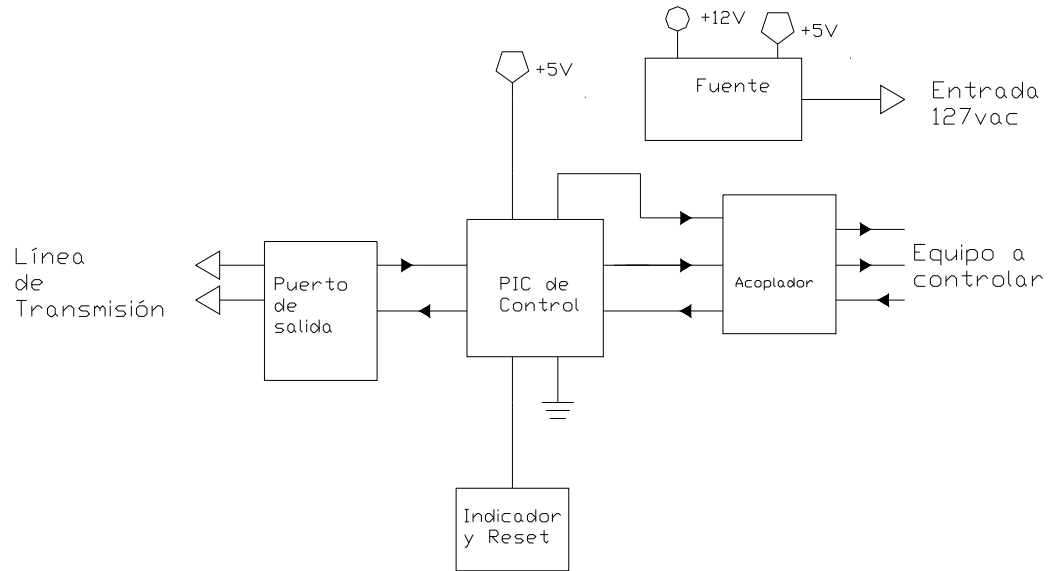 +12V
+5V
+5V
Fuente
Entrada
127vac
Línea
de
Transmisión
Puerto
de
salida
PIC de
Control
Acoplador
Equipo a
controlar
Indicador
y Reset